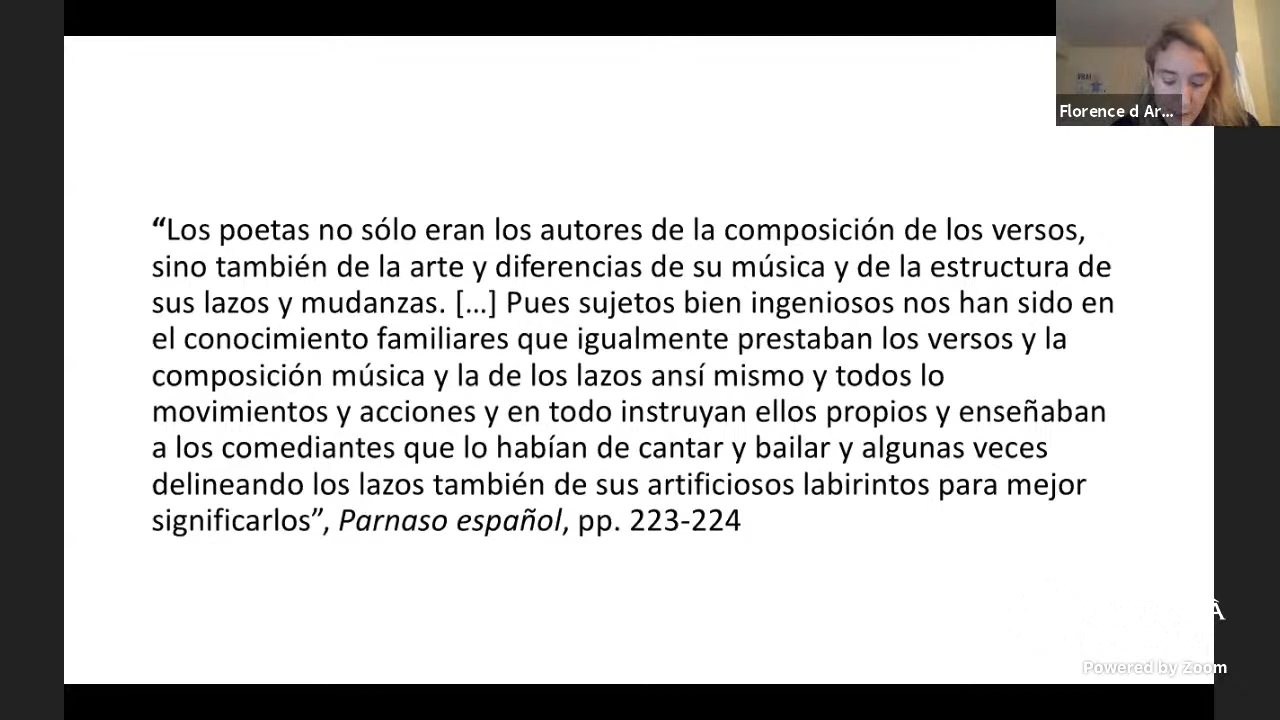 VRAI
Florence d Ar...
“Los poetas no sólo eran los autores de la composición de los versos,
sino también de la arte y diferencias de su música y de la estructura de
sus lazos y mudanzas. […] Pues sujetos bien ingeniosos nos han sido en
el conocimiento familiares que igualmente prestaban los versos y la
composición música y la de los lazos ansí mismo y todos lo
movimientos y acciones y en todo instruyan ellos propios y enseñaban
a los comediantes que lo habían de cantar y bailar y algunas veces
delineando los lazos también de sus artificiosos labirintos para mejor
significarlos”, Parnaso español, pp. 223-224
Powered by Zoom